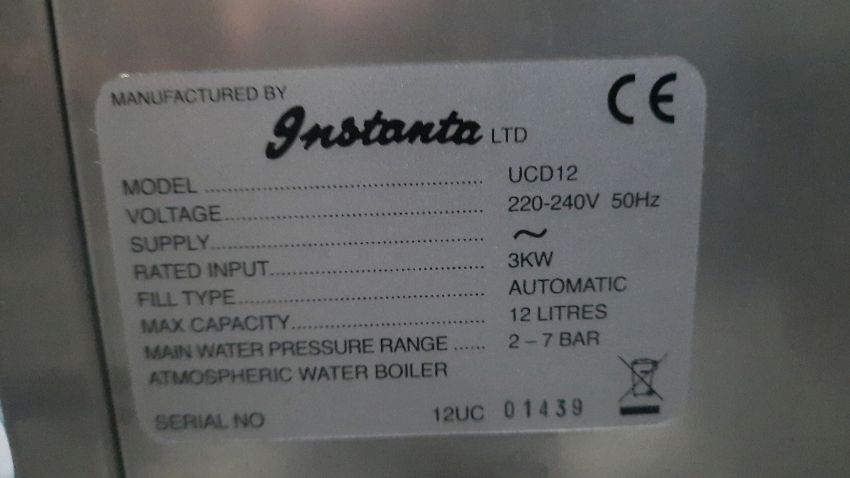 MANUFACTURED BY
Instanta LTD
CE
MODEL ........................................ UCD12
VOLTAGE..................................... 220-240V 50Hz
SUPPLY....................................... ~
RATED INPUT............................... 3KW
FILL TYPE................................... AUTOMATIC
MAX CAPACITY............................ 12 LITRES
MAIN WATER PRESSURE RANGE ...... 2 – 7 BAR
ATMOSPHERIC WATER BOILER
SERIAL NO 12UC 01439